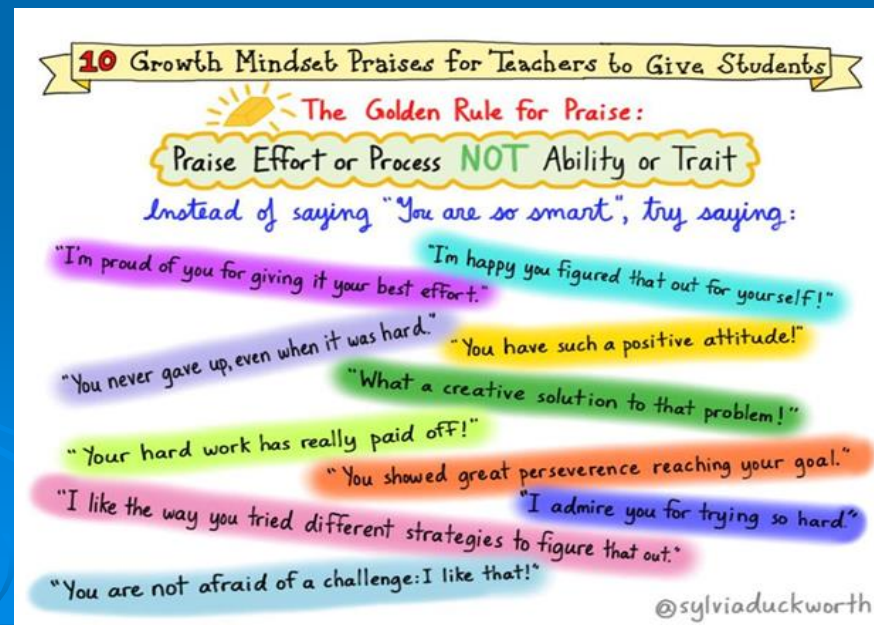 10 Growth Mindset Praises for Teachers to Give Students
The Golden Rule for Praise:
Praise Effort or Process NOT Ability or Trait
Instead of saying "You are so smart", try saying:
"I'm proud of you for giving it your best effort."
"I'm happy you figured that out for yourself!"
"You never gave up, even when it was hard."
"You have such a positive attitude!"
"What a creative solution to that problem!"
"Your hard work has really paid off!"
"You showed great perseverence reaching your goal."
"I like the way you tried different strategies to figure that out."
"I admire you for trying so hard."
"You are not afraid of a challenge: I like that!"
@sylviaduckworth